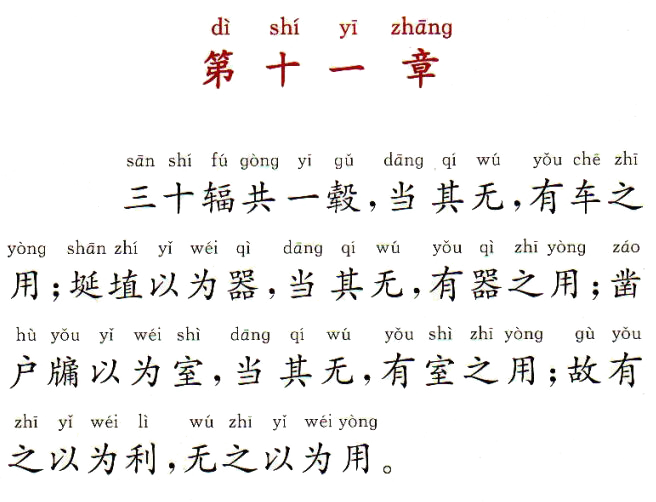 dì shí yī zhāng
第十一章
sān shí fú gòng yī gǔ dāng qí wú yǒu chē zhī
三十辐共一毂，当其无，有车之
yòng shān zhí yǐ wéi qì dāng qí wú yǒu qì zhī yòng záo
用；埏埴以为器，当其无，有器之用；凿
hù yǒu yǐ wéi shì dāng qí wú yǒu shì zhī yòng gù yǒu
户牖以为室，当其无，有室之用；故有
zhī yǐ wéi lì wú zhī yǐ wéi yòng
之以为利，无之以为用。